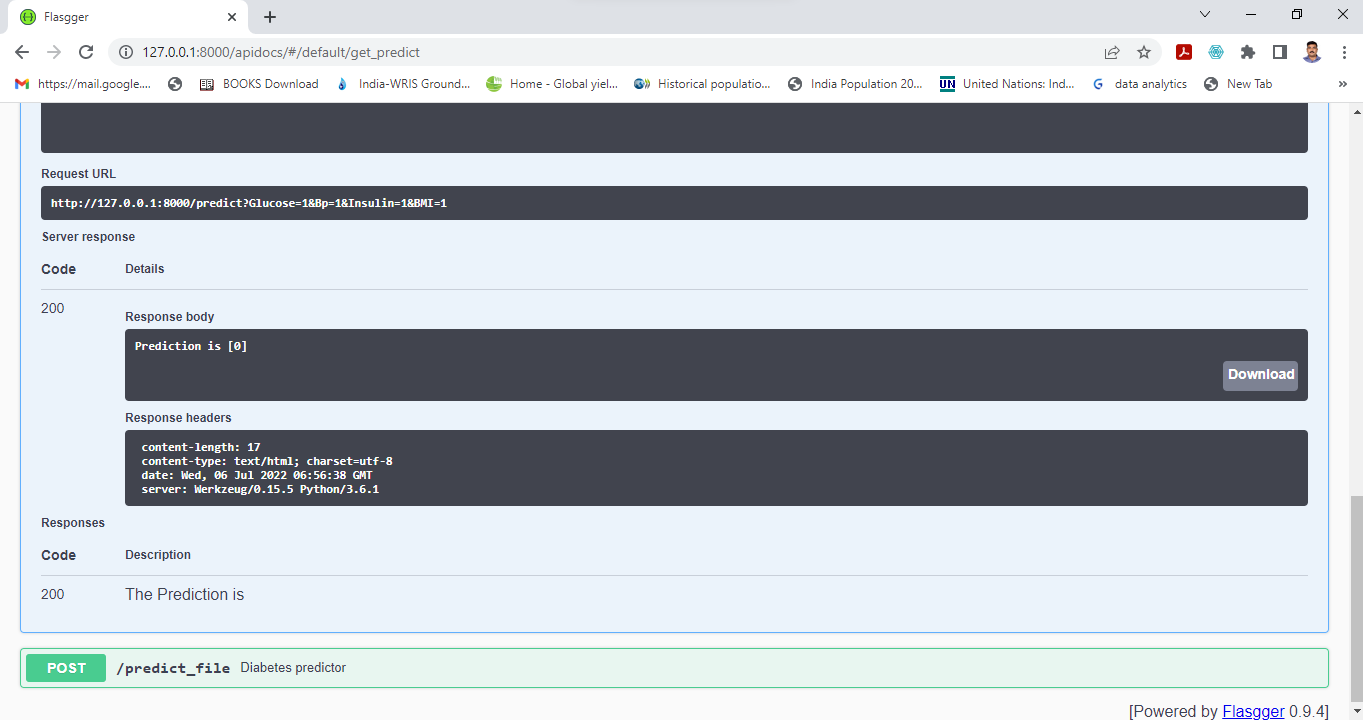 Flasgger
127.0.0.1:8000/apidocs/#/default/get_predict
https://mail.google.... BOOKS Download India-WRIS Ground... Home - Global yiel... Historical populatio... India Population 20... UN United Nations: Ind... G data analytics New Tab »
Request URL
http://127.0.0.1:8000/predict?Glucose=1&Bp=1&Insulin=1&BMI=1
Server response
Code Details
200
Response body
Prediction is [0]
Download
Response headers
content-length: 17
content-type: text/html; charset=utf-8
date: Wed, 06 Jul 2022 06:56:38 GMT
server: Werkzeug/0.15.5 Python/3.6.1
Responses
Code Description
200 The Prediction is
POST /predict_file Diabetes predictor
[Powered by Flasgger 0.9.4]